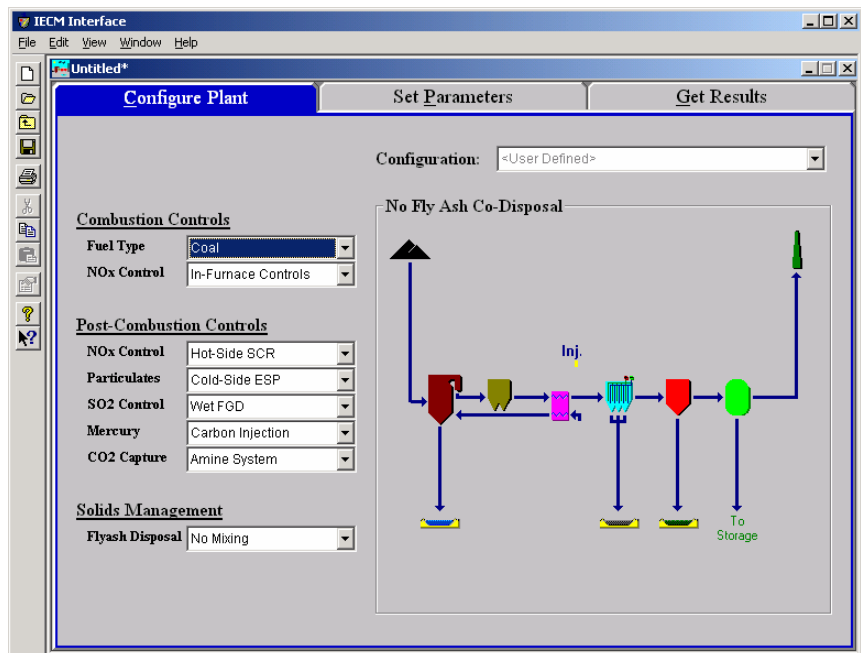 IECM Interface
File Edit View Window Help
Untitled*
Configure Plant Set Parameters Get Results
Configuration: <User Defined>
Combustion Controls
Fuel Type Coal
NOx Control In-Furnace Controls
Post-Combustion Controls
NOx Control Hot-Side SCR
Particulates Cold-Side ESP
SO2 Control Wet FGD
Mercury Carbon Injection
CO2 Capture Amine System
Solids Management
Flyash Disposal No Mixing
No Fly Ash Co-Disposal
Inj.
To
Storage